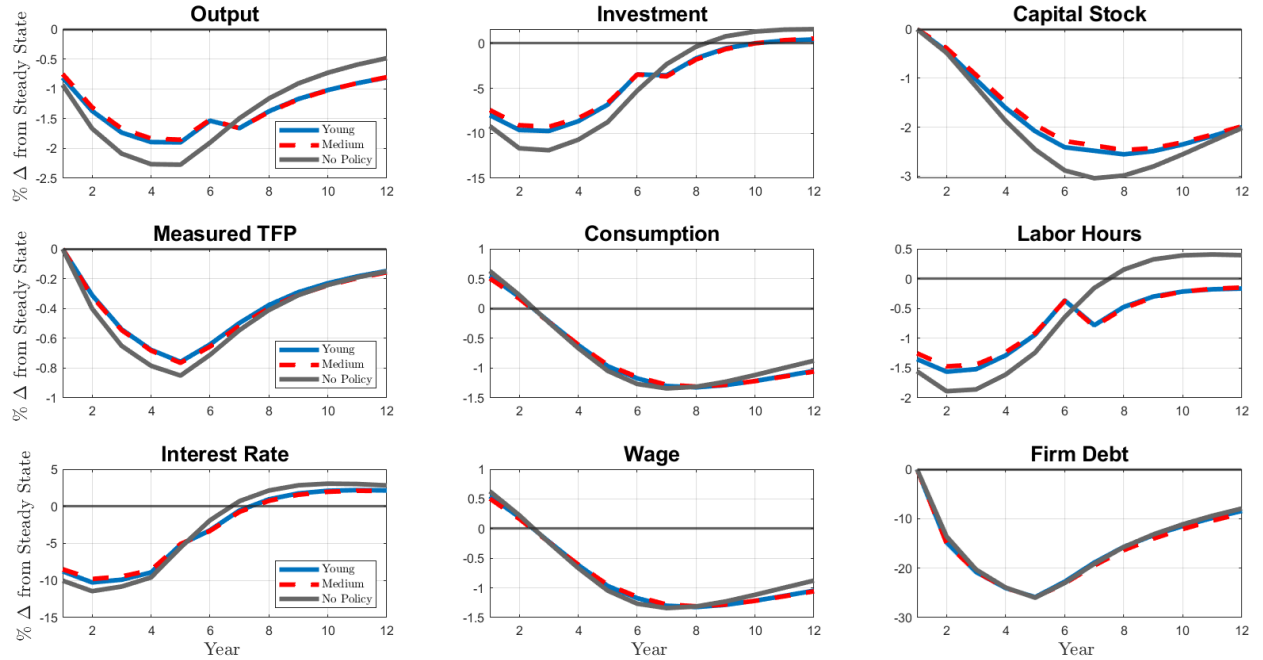 Output
Investment
Capital Stock
% Δ from Steady State
0
-0.5
-1
-1.5
-2
-2.5
Young
Medium
No Policy
2 4 6 8 10 12
0
-5
-10
-15
2 4 6 8 10 12
0
-1
-2
-3
2 4 6 8 10 12
Measured TFP
Consumption
Labor Hours
% Δ from Steady State
0
-0.2
-0.4
-0.6
-0.8
-1
Young
Medium
No Policy
2 4 6 8 10 12
1
0.5
0
-0.5
-1
-1.5
2 4 6 8 10 12
0.5
0
-0.5
-1
-1.5
-2
2 4 6 8 10 12
Interest Rate
Wage
Firm Debt
% Δ from Steady State
5
0
-5
-10
-15
Young
Medium
No Policy
2 4 6 8 10 12
Year
1
0.5
0
-0.5
-1
-1.5
2 4 6 8 10 12
Year
0
-10
-20
-30
2 4 6 8 10 12
Year